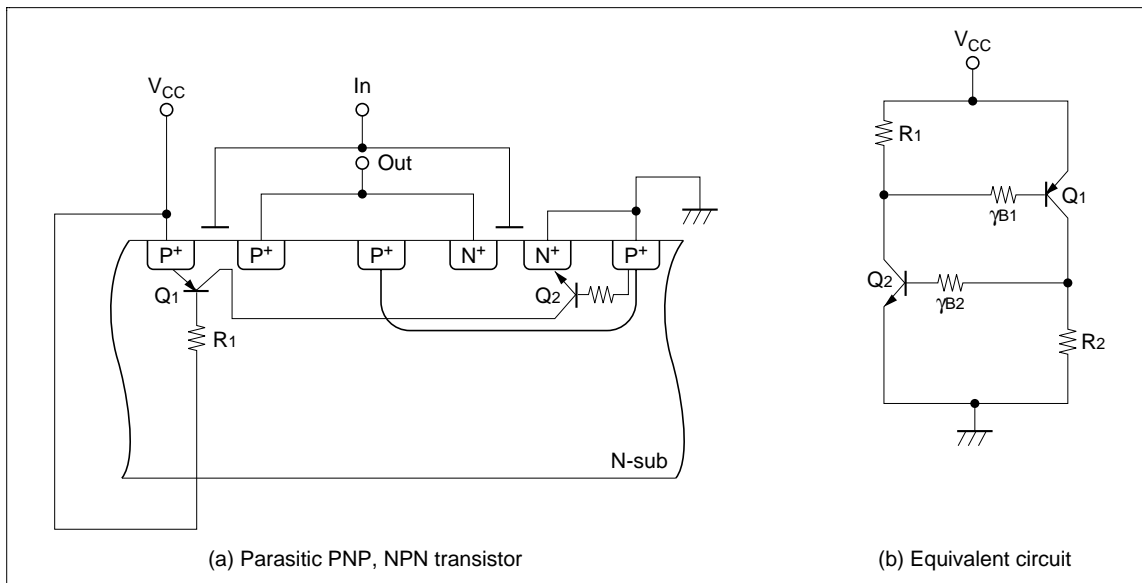 VCC
In
Out
P+ P+ P+ N+ N+ P+
Q1
Q2
R1
N-sub
(a) Parasitic PNP, NPN transistor
VCC
R1
γB1
Q1
Q2
γB2
R2
(b) Equivalent circuit